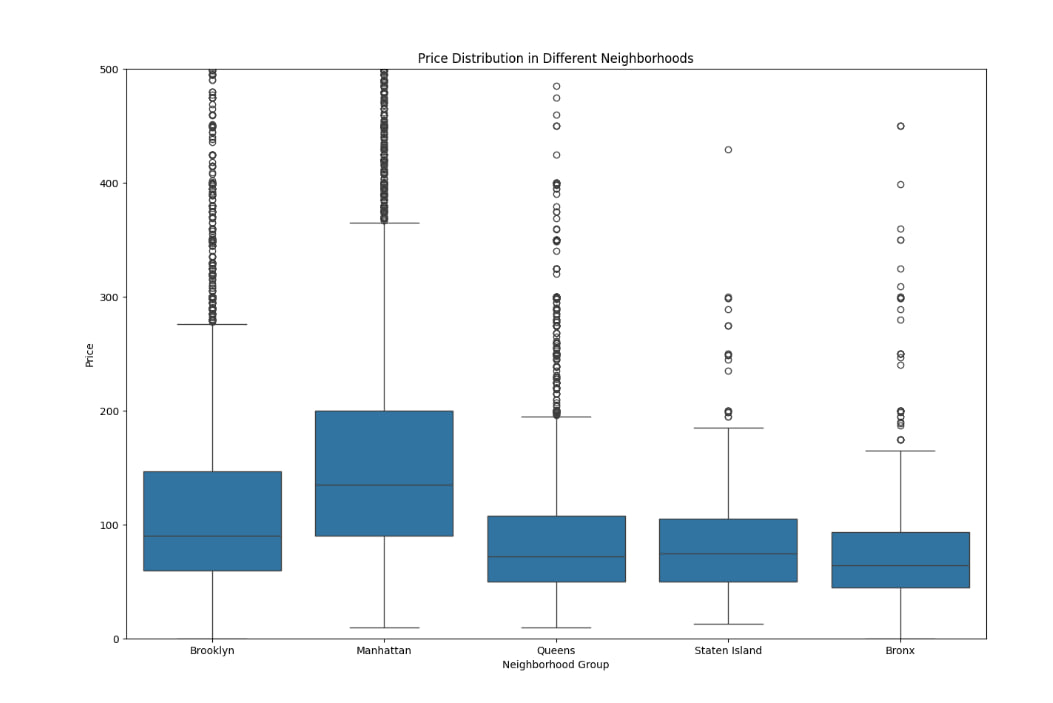 Price Distribution in Different Neighborhoods
500
400
300
200
100
0
Price
Brooklyn Manhattan Queens Staten Island Bronx
Neighborhood Group